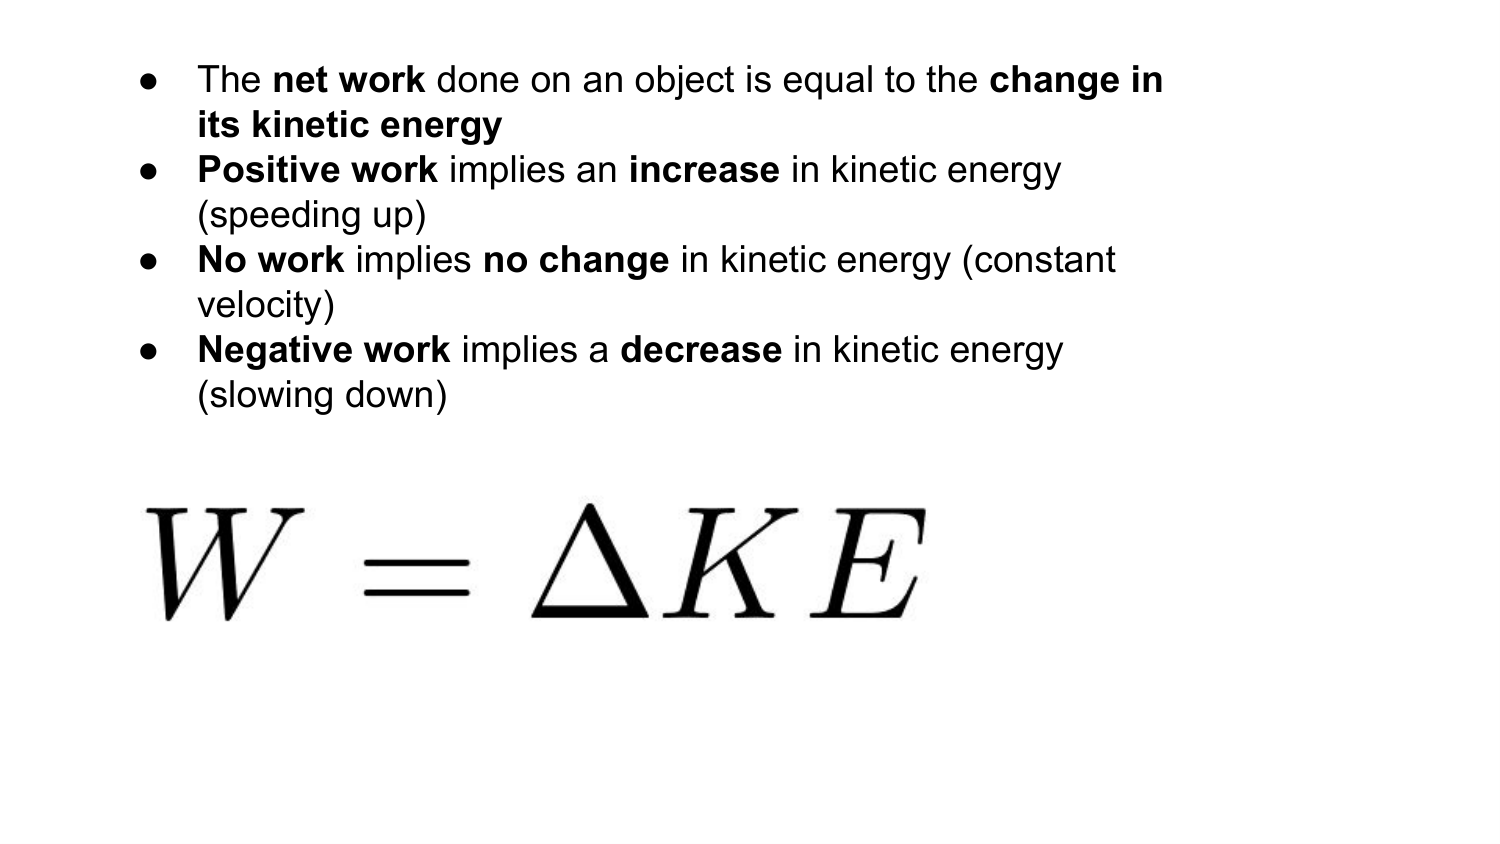 ● The net work done on an object is equal to the change in
its kinetic energy
● Positive work implies an increase in kinetic energy
(speeding up)
● No work implies no change in kinetic energy (constant
velocity)
● Negative work implies a decrease in kinetic energy
(slowing down)
W = ΔKE